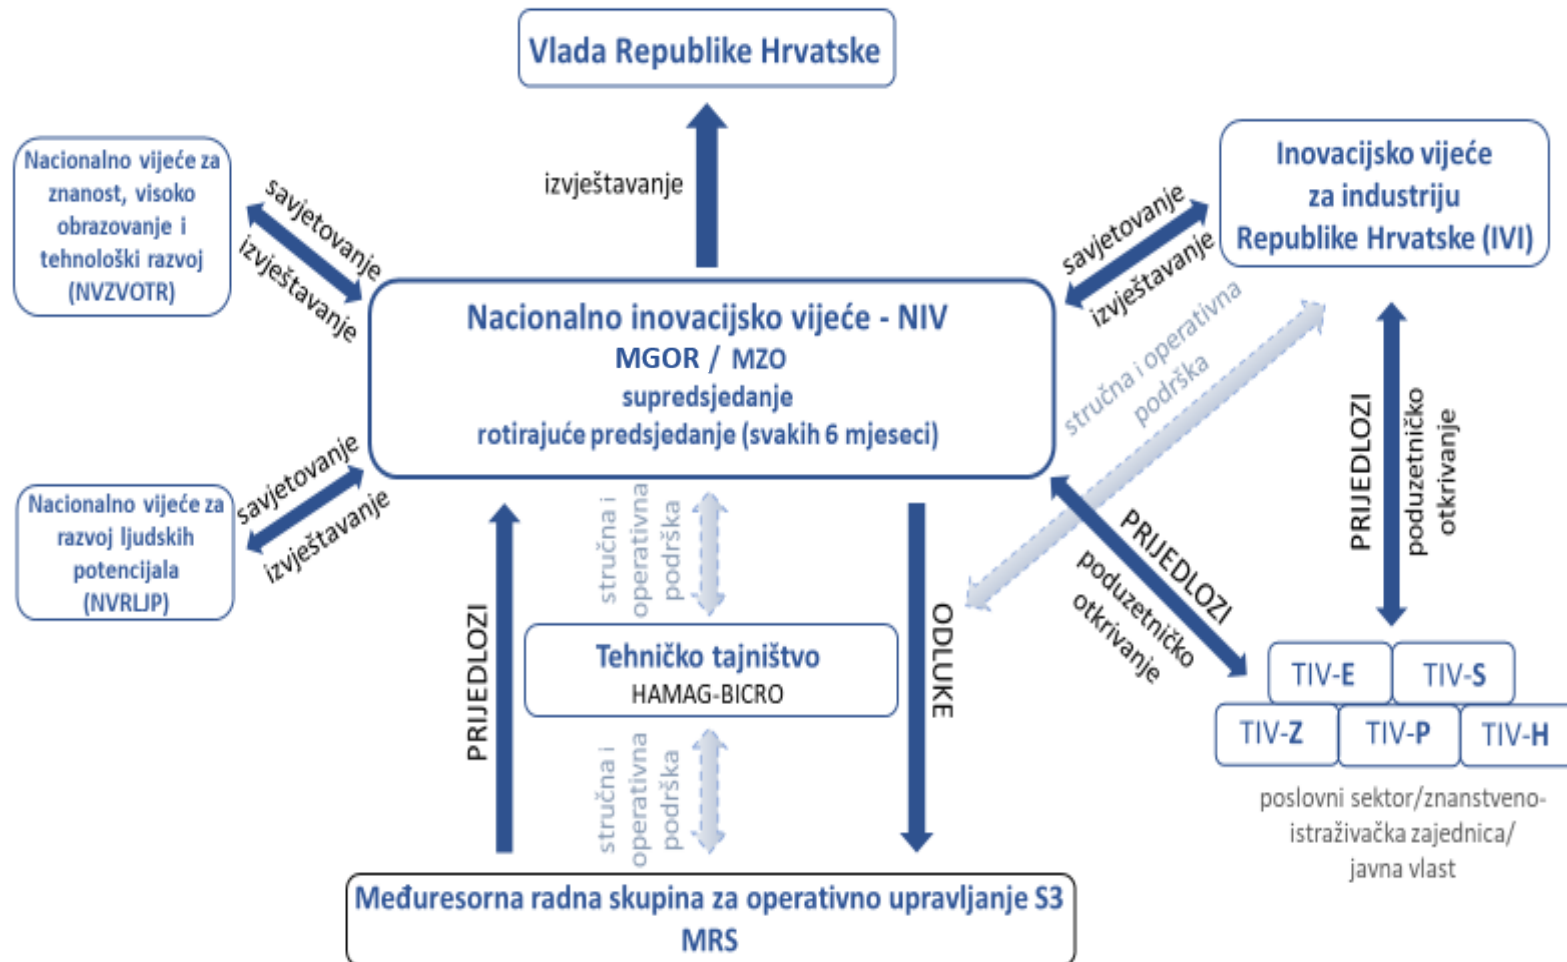 Vlada Republike Hrvatske
izvještavanje
Nacionalno vijeće za
znanost, visoko
obrazovanje i
tehnološki razvoj
(NVZVOTR)
savjetovanje
izvještavanje
Inovacijsko vijeće
za industriju
Republike Hrvatske (IVI)
savjetovanje
izvještavanje
Nacionalno inovacijsko vijeće - NIV
MGOR / MZO
supredsjedanje
rotirajuće predsjedanje (svakih 6 mjeseci)
stručna i operativna
podrška
PRIJEDLOZI
poduzetničko
otkrivanje
Nacionalno vijeće za
razvoj ljudskih
potencijala
(NVRLJP)
savjetovanje
izvještavanje
PRIJEDLOZI
stručna i
operativna
podrška
ODLUKE
PRIJEDLOZI
poduzetničko
otkrivanje
Tehničko tajništvo
HAMAG-BICRO
stručna i
operativna
podrška
TIV-E
TIV-S
TIV-Z
TIV-P
TIV-H
poslovni sektor/znanstveno-
istraživačka zajednica/
javna vlast
Međuresorna radna skupina za operativno upravljanje S3
MRS